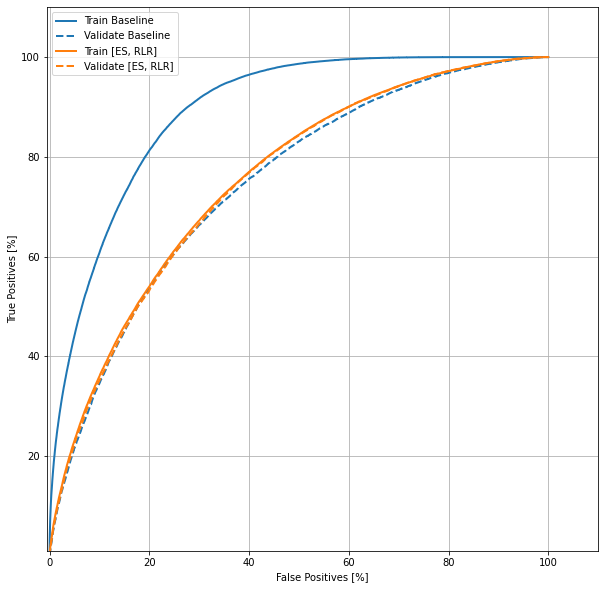 Train Baseline
Validate Baseline
Train [ES, RLR]
Validate [ES, RLR]
100
80
60
40
20
True Positives [%]
0 20 40 60 80 100
False Positives [%]